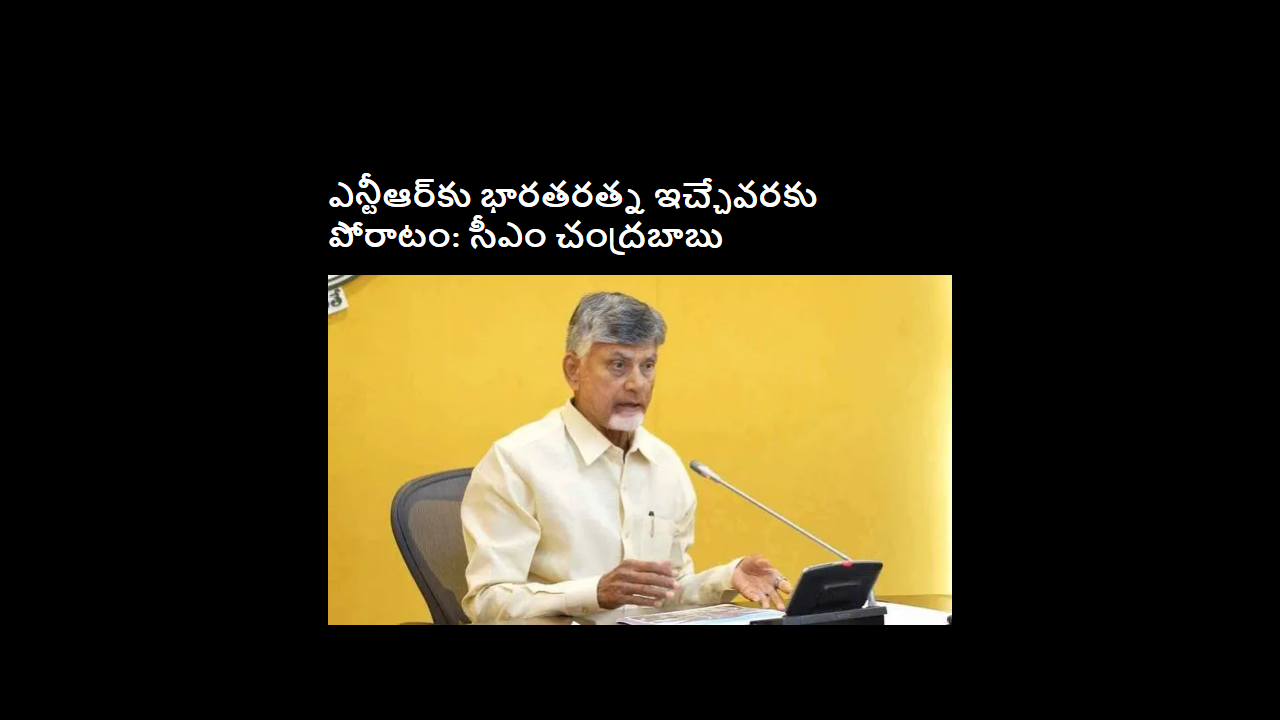 ఎన్టీఆర్‌కు భారతరత్న ఇచ్చేవరకు
పోరాటం: సీఎం చంద్రబాబు